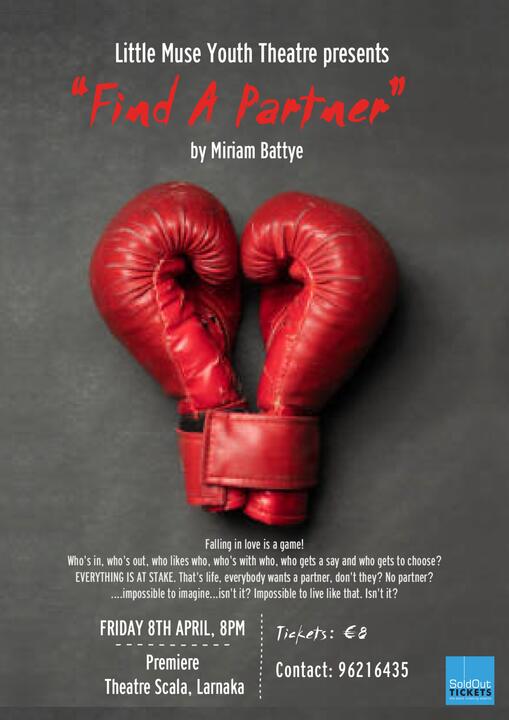 Little Muse Youth Theatre presents
"Find A Partner"
by Miriam Battye
Falling in love is a game!
Who's in, who's out, who likes who, who's with who, who gets a say and who gets to choose?
EVERYTHING IS AT STAKE. That's life, everybody wants a partner, don't they? No partner?
....impossible to imagine...isn't it? Impossible to live like that. Isn't it?
FRIDAY 8TH APRIL, 8PM
Premiere
Theatre Scala, Larnaka
Tickets: €8
Contact: 96216435
SoldOut
TICKETS